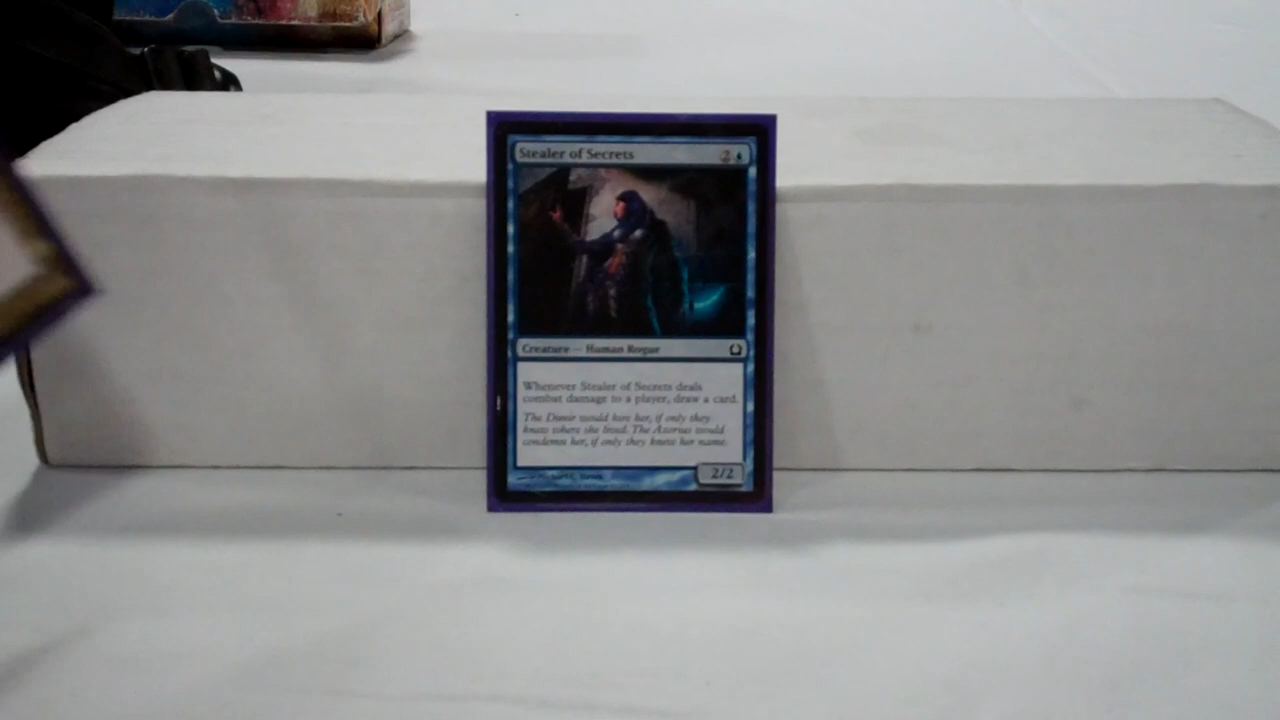 Stealer of Secrets 2
Creature — Human Rogue
Whenever Stealer of Secrets deals
combat damage to a player, draw a card.
The Dimir would hire her, if only they
knew where she lived. The Azorius would
condemn her, if only they knew her name.
2/2